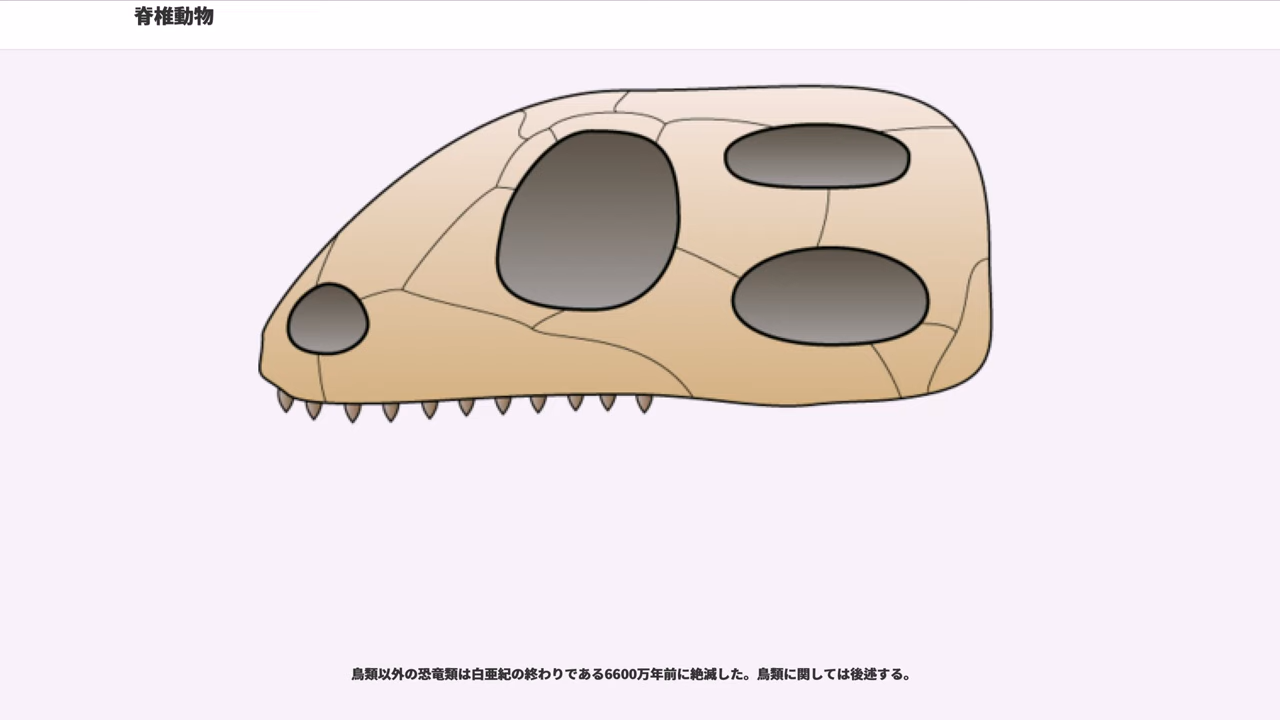 脊椎動物
鳥類以外の恐竜類は白亜紀の終わりである6600万年前に絶滅した。鳥類に関しては後述する。